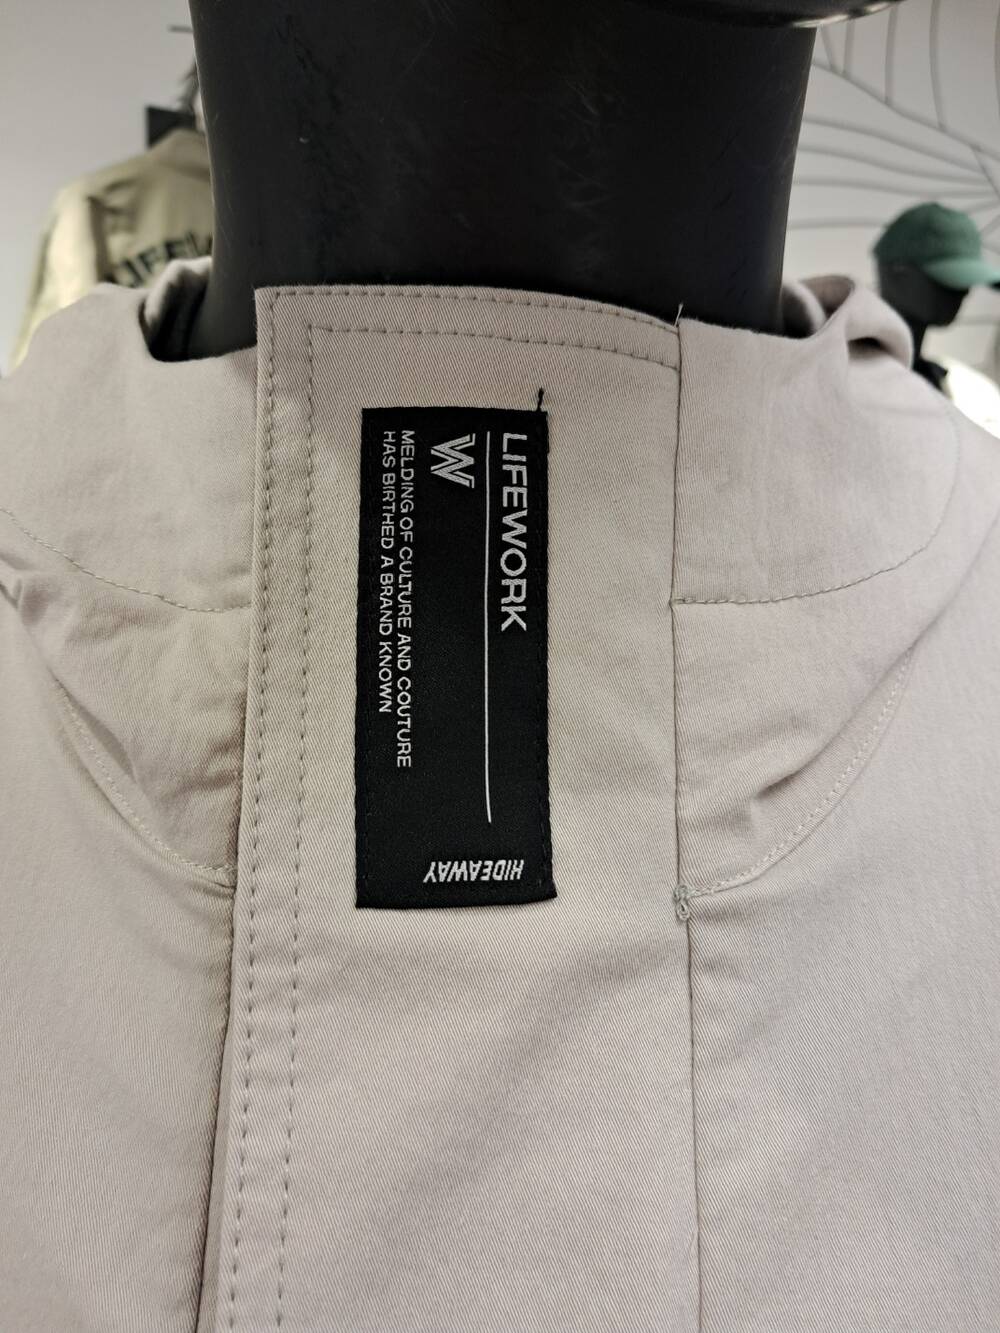 LIFEWORK
W
MELDING OF CULTURE AND COUTURE
HAS BIRTHED A BRAND KNOWN
HIDEAWAY